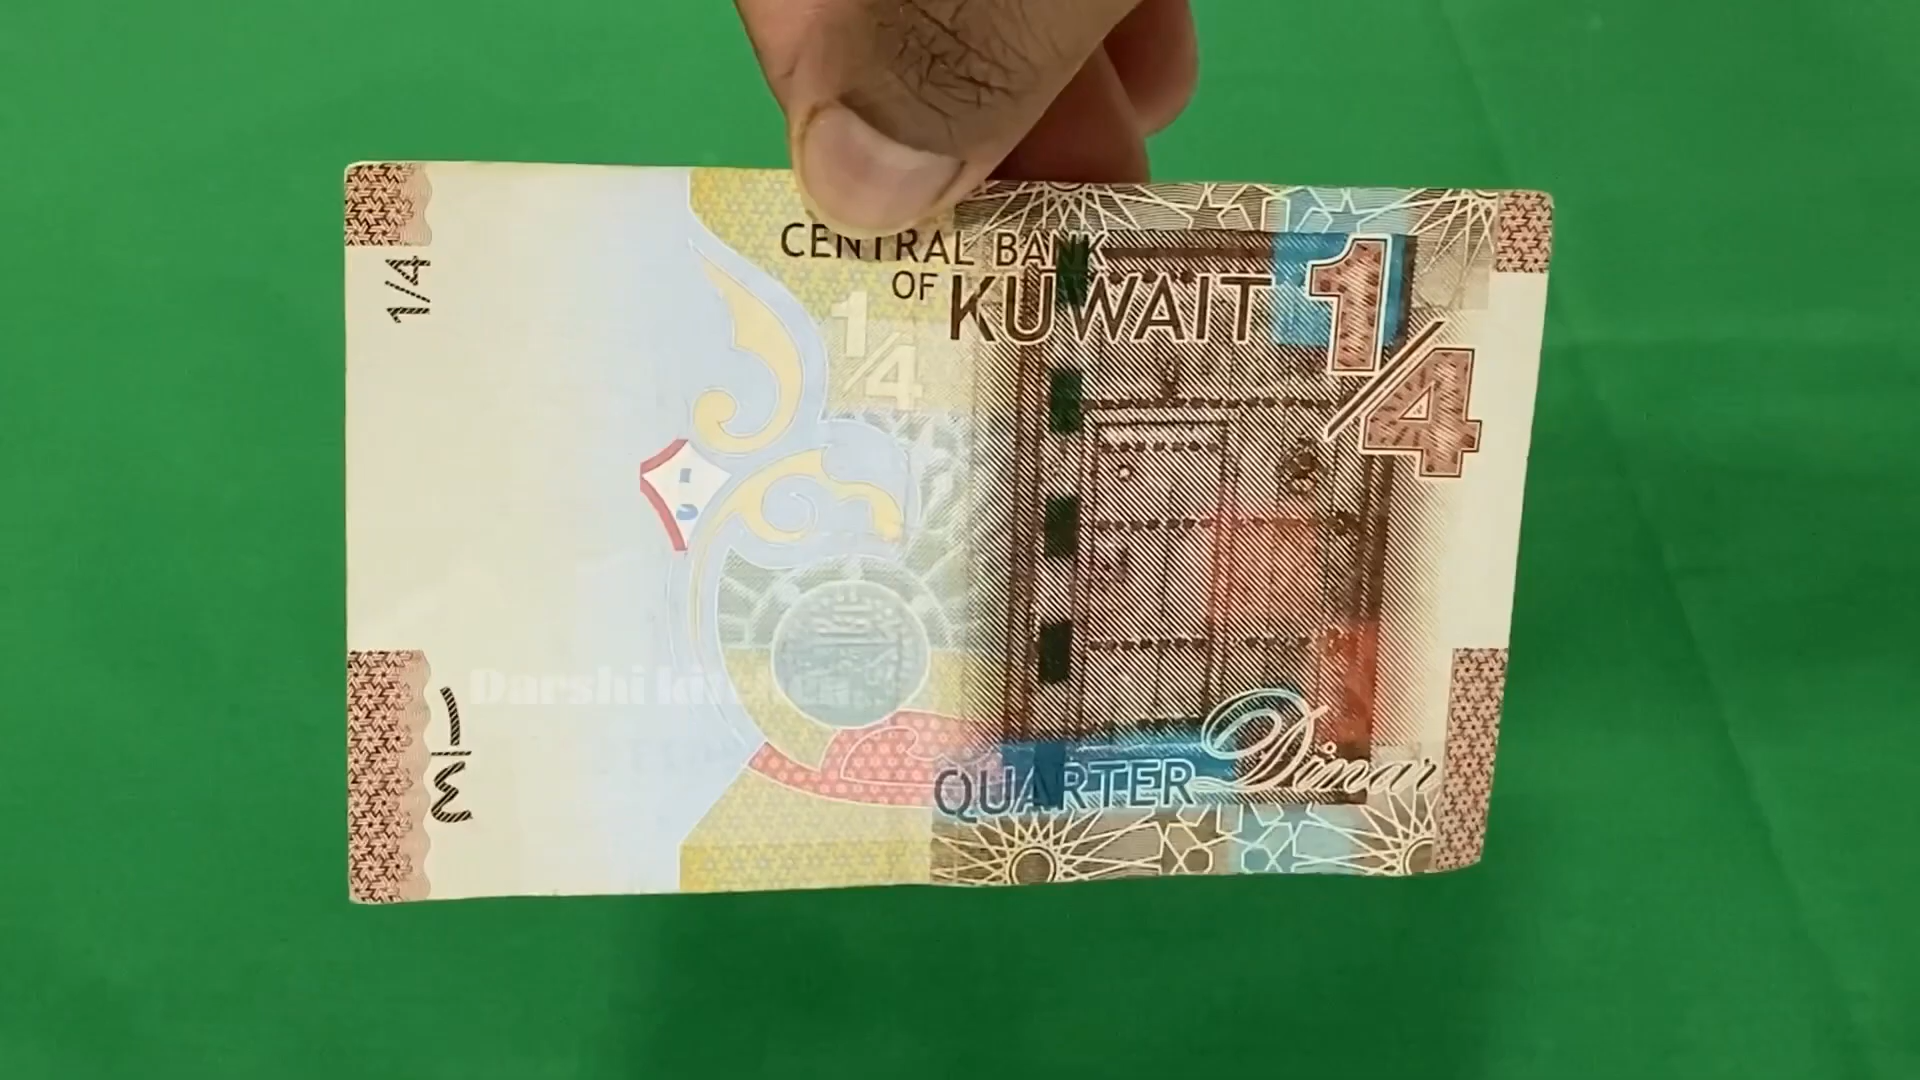 CENTRAL BANK
OF KUWAIT
1/4
1/4
1/4
QUARTER Dinar